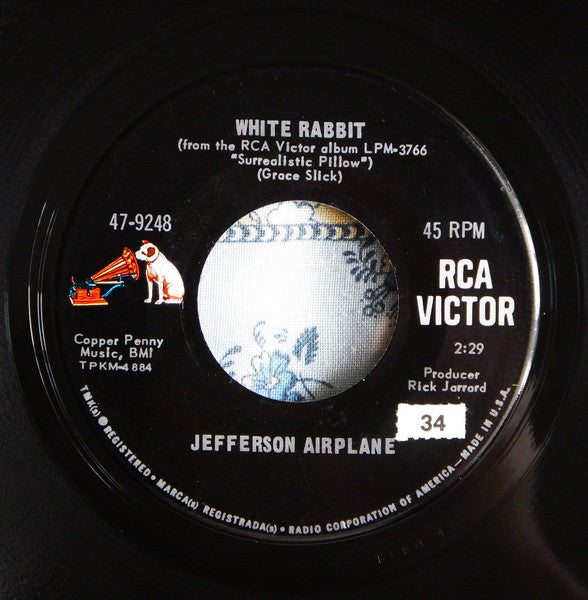 WHITE RABBIT
(from the RCA Victor album LPM-3766
"Surrealistic Pillow")
(Grace Slick)
47-9248
45 RPM
RCA
VICTOR
Copper Penny
Music, BMI
TPKM-4884
2:29
Producer
Rick Jarrard
34
JEFFERSON AIRPLANE
TMK(s) ® REGISTERED • MARCA(s) REGISTRADA(s) • RADIO CORPORATION OF AMERICA—MADE IN U.S.A.